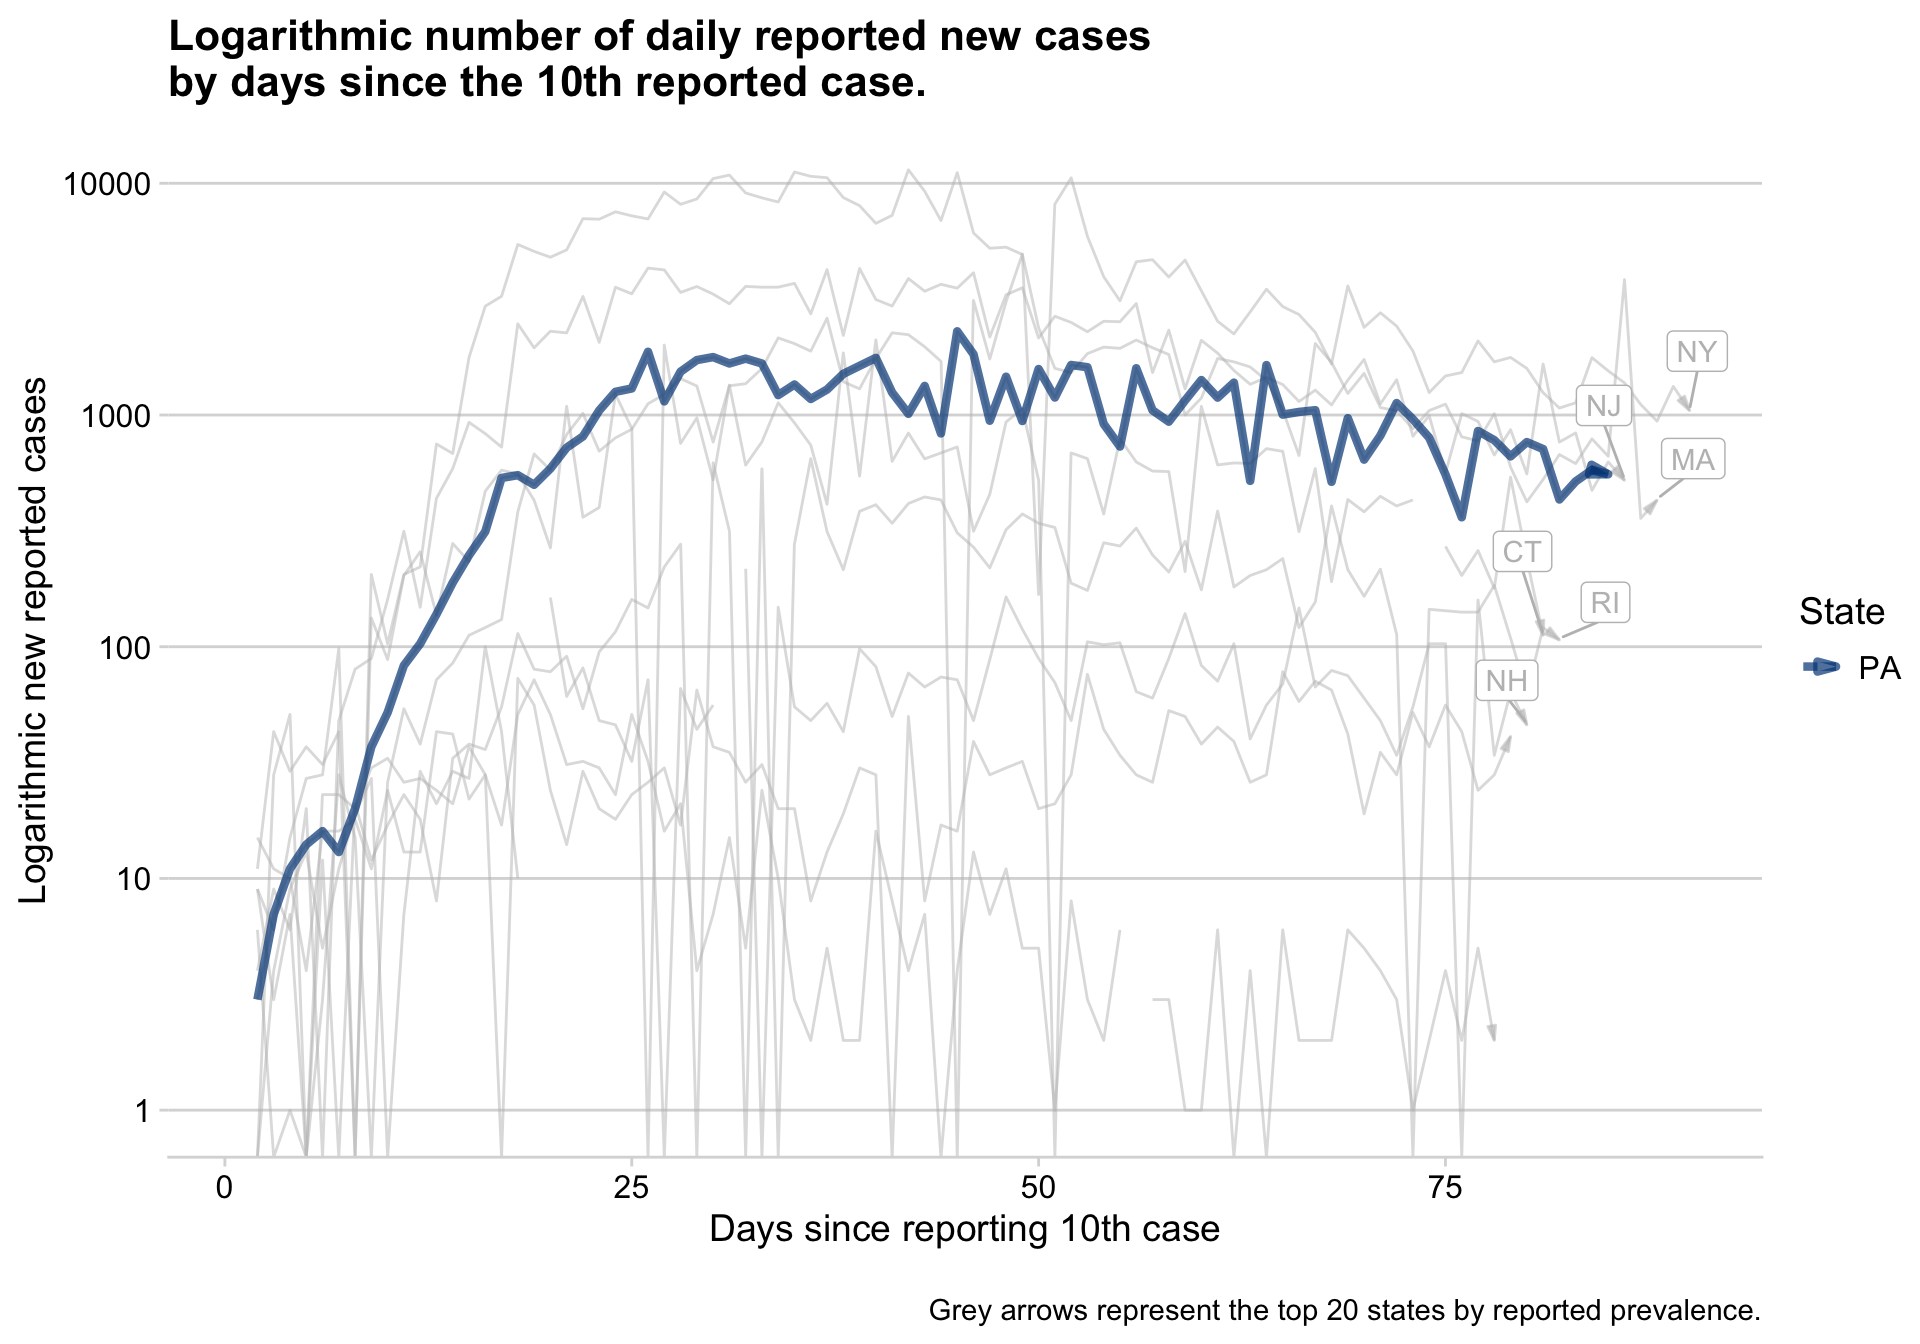 Logarithmic number of daily reported new cases
by days since the 10th reported case.
Logarithmic new reported cases
10000
1000
100
10
1
NY
NJ
MA
CT
RI
NH
State
PA
0
25
50
75
Days since reporting 10th case
Grey arrows represent the top 20 states by reported prevalence.